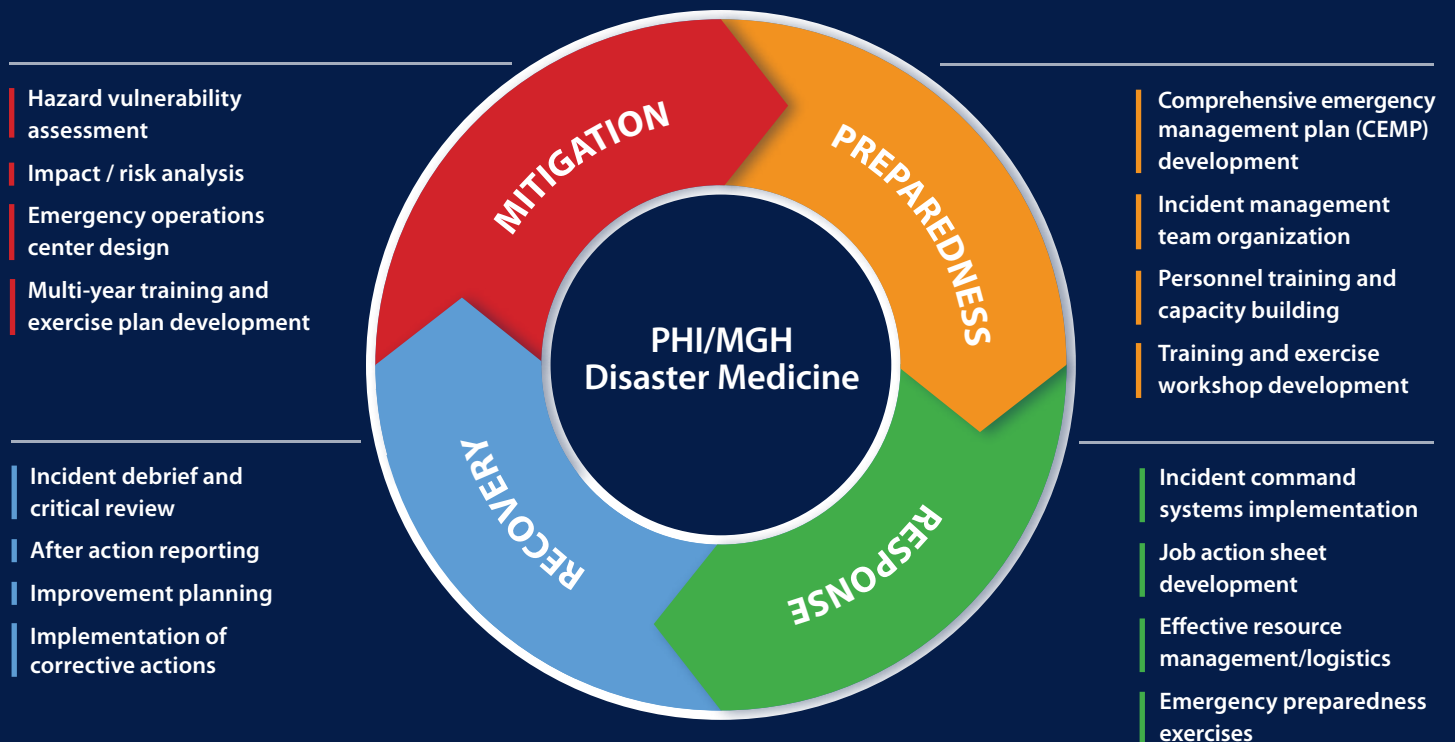 Hazard vulnerability
assessment
Impact / risk analysis
Emergency operations
center design
Multi-year training and
exercise plan development
MITIGATION
PREPAREDNESS
Comprehensive emergency
management plan (CEMP)
development
Incident management
team organization
Personnel training and
capacity building
Training and exercise
workshop development
PHI/MGH
Disaster Medicine
Incident debrief and
critical review
After action reporting
Improvement planning
Implementation of
corrective actions
RECOVERY
RESPONSE
Incident command
systems implementation
Job action sheet
development
Effective resource
management/logistics
Emergency preparedness
exercises